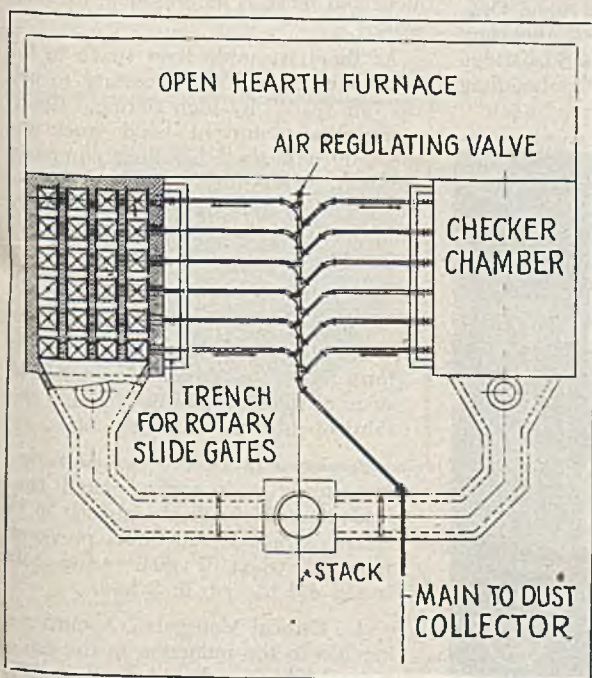 OPEN HEARTH FURNACE
AIR REGULATING VALVE
CHECKER
CHAMBER
TRENCH
FOR ROTARY
SLIDE GATES
STACK
MAIN TO DUST
COLLECTOR